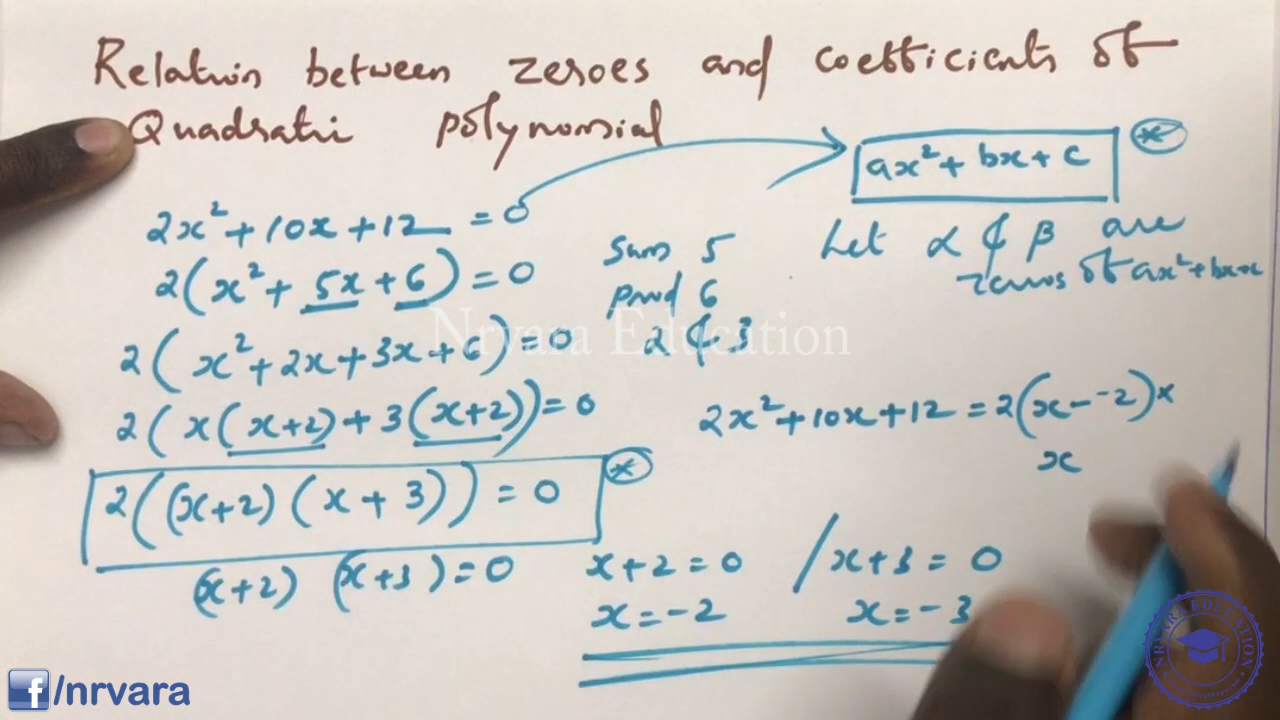 Relation between zeroes and coefficients of
Quadratic polynomial
ax² + bx + c *
2x² + 10x + 12 = 0
2(x² + 5x + 6) = 0
2(x² + 2x + 3x + 6) = 0
2(x(x+2) + 3(x+2)) = 0
2((x+2)(x+3)) = 0 *
(x+2) (x+3) = 0
Sum 5
prod 6
2 & 3
Let α & β are
zeros of ax² + bx + c
2x² + 10x + 12 = 2(x - -2) x
x
x + 2 = 0 / x + 3 = 0
x = -2 x = -3
Nrvara Education
f/nrvara
NRVARA EDUCATION